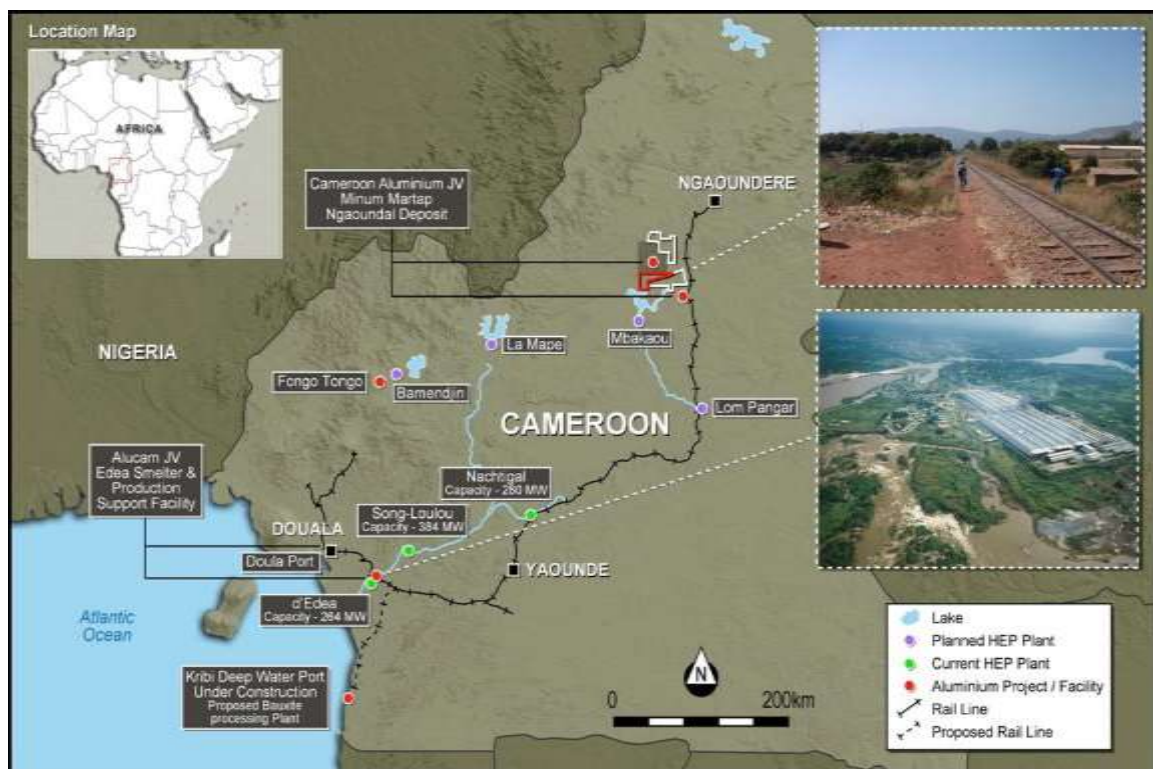 Location Map
AFRICA
Cameroon Aluminium JV
Minum Martap
Ngaoundal Deposit
NGAOUNDERE
NIGERIA
La Mape
Mbakaou
Fongo Tongo
Bamendjin
Lom Pangar
CAMEROON
Alucam JV
Edea Smelter &
Production
Support Facility
Nachtigal
Capacity - 280 MW
Song-Loulou
Capacity - 384 MW
DOUALA
Doula Port
YAOUNDE
d'Edea
Capacity - 264 MW
Atlantic
Ocean
Kribi Deep Water Port
Under Construction
Proposed Bauxite
processing Plant
N
0 200km
Lake
Planned HEP Plant
Current HEP Plant
Aluminium Project / Facility
Rail Line
Proposed Rail Line